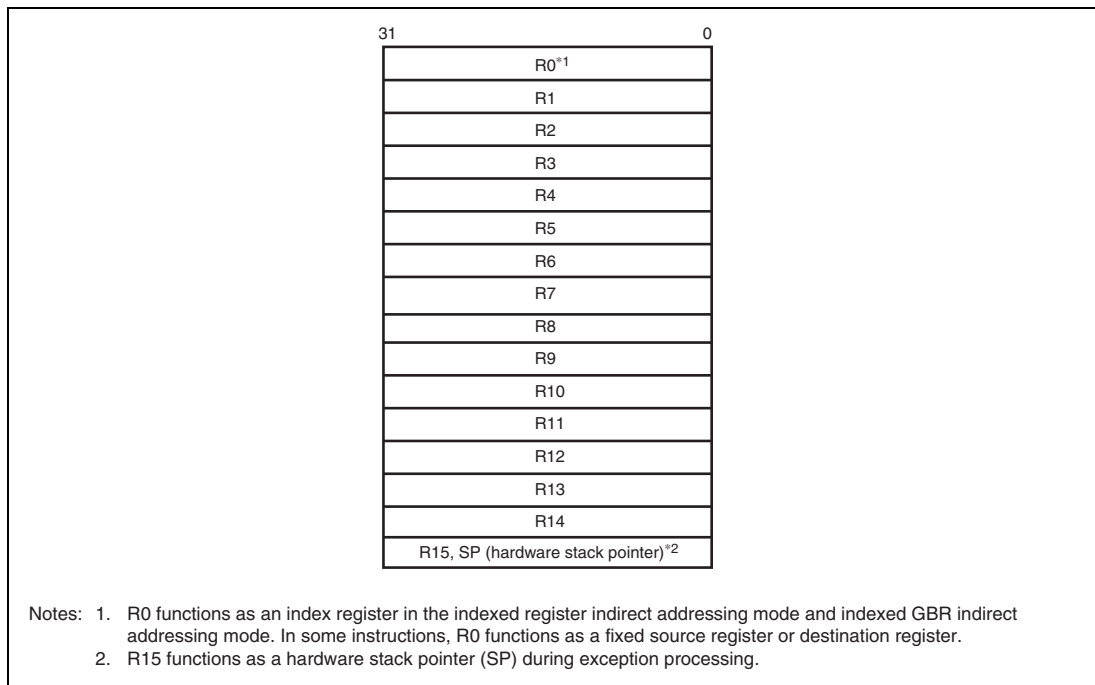 31 0
R0*1
R1
R2
R3
R4
R5
R6
R7
R8
R9
R10
R11
R12
R13
R14
R15, SP (hardware stack pointer)*2
Notes: 1. R0 functions as an index register in the indexed register indirect addressing mode and indexed GBR indirect
addressing mode. In some instructions, R0 functions as a fixed source register or destination register.
2. R15 functions as a hardware stack pointer (SP) during exception processing.